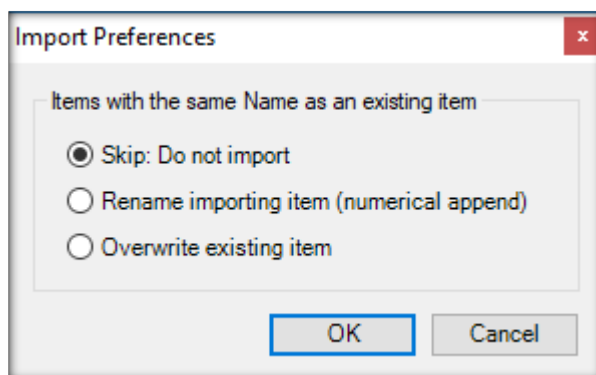 Import Preferences
x
Items with the same Name as an existing item
Skip: Do not import
Rename importing item (numerical append)
Overwrite existing item
OK
Cancel